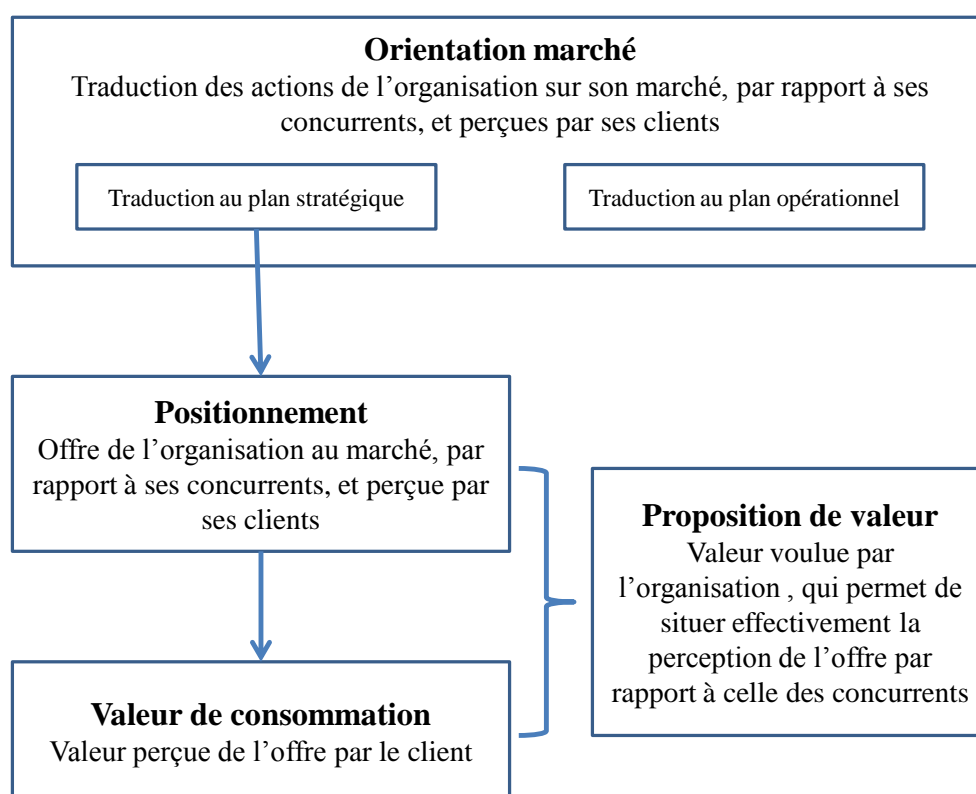 Orientation marché
Traduction des actions de l’organisation sur son marché, par rapport à ses
concurrents, et perçues par ses clients
Traduction au plan stratégique
Traduction au plan opérationnel
Positionnement
Offre de l’organisation au marché, par
rapport à ses concurrents, et perçue par
ses clients
Proposition de valeur
Valeur voulue par
l’organisation , qui permet de
situer effectivement la
perception de l’offre par
rapport à celle des concurrents
Valeur de consommation
Valeur perçue de l’offre par le client